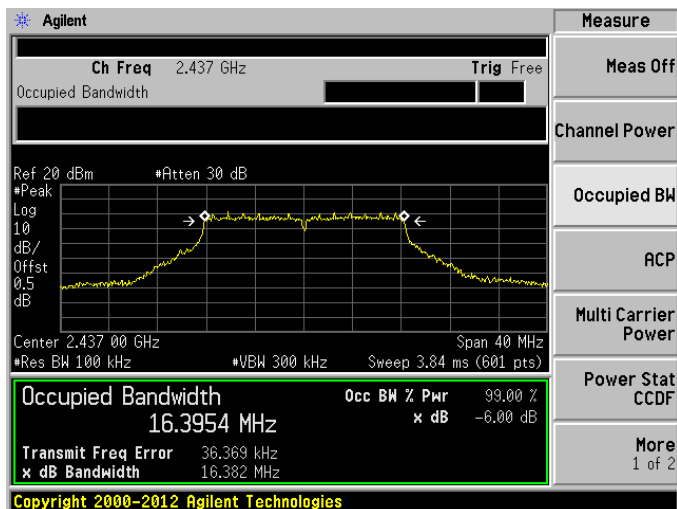 Agilent
Measure
Ch Freq 2.437 GHz Trig Free
Occupied Bandwidth
Meas Off
Channel Power
Occupied BW
ACP
Multi Carrier
Power
Power Stat
CCDF
More
1 of 2
Ref 20 dBm #Atten 30 dB
#Peak
Log
10
dB/
Offst
0.5
dB
Center 2.437 00 GHz Span 40 MHz
#Res BW 100 kHz #VBW 300 kHz Sweep 3.84 ms (601 pts)
Occupied Bandwidth Occ BW % Pwr 99.00 %
16.3954 MHz x dB -6.00 dB
Transmit Freq Error 36.369 kHz
x dB Bandwidth 16.382 MHz
Copyright 2000-2012 Agilent Technologies